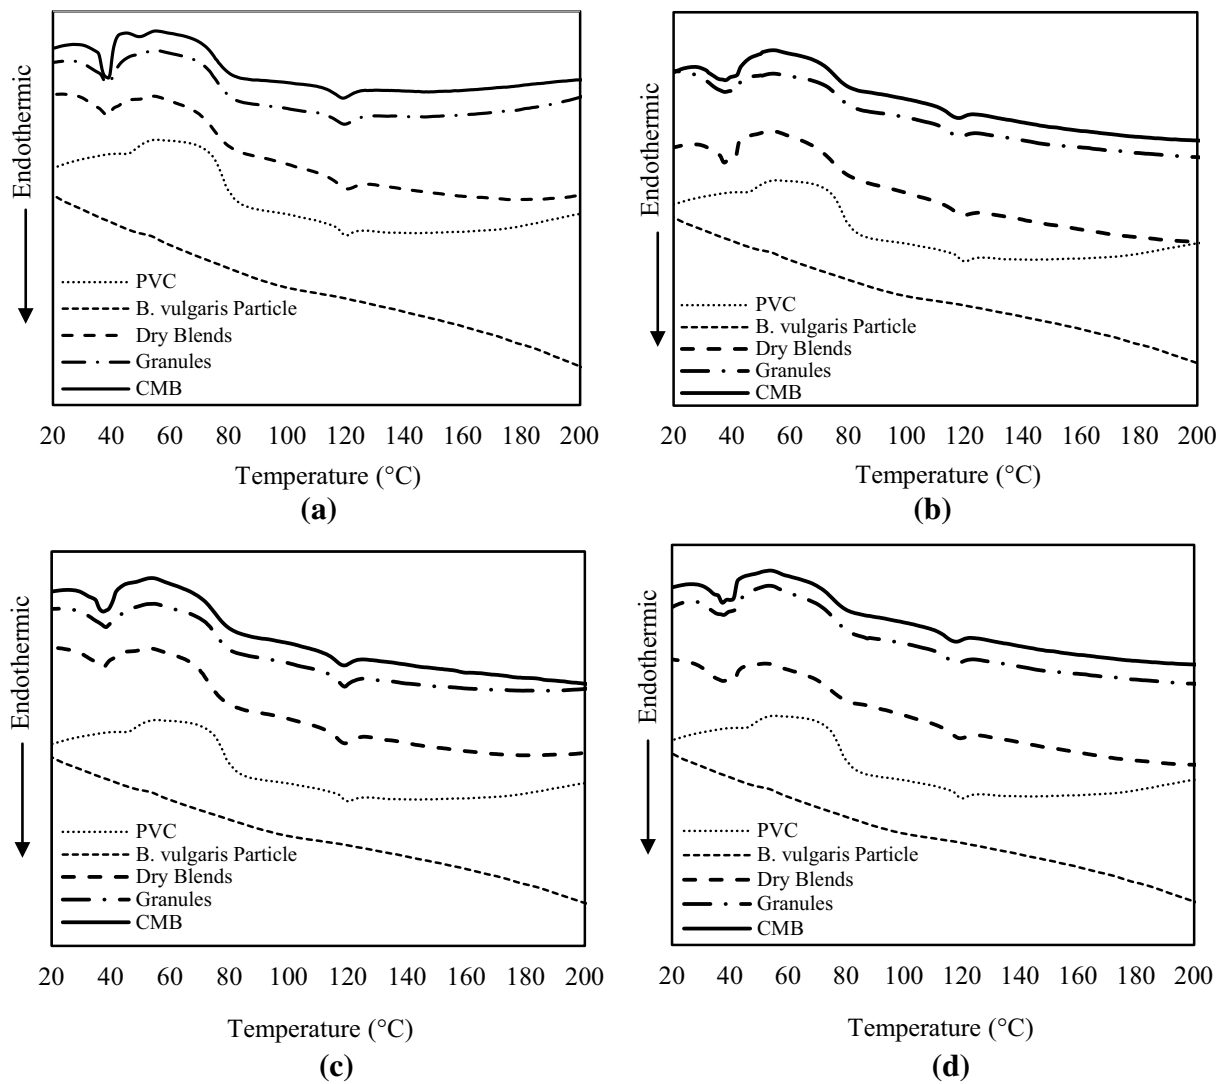 Endothermic
PVC
B. vulgaris Particle
Dry Blends
Granules
CMB
20 40 60 80 100 120 140 160 180 200
Temperature (°C)
(a)
Endothermic
PVC
B. vulgaris Particle
Dry Blends
Granules
CMB
20 40 60 80 100 120 140 160 180 200
Temperature (°C)
(b)
Endothermic
PVC
B. vulgaris Particle
Dry Blends
Granules
CMB
20 40 60 80 100 120 140 160 180 200
Temperature (°C)
(c)
Endothermic
PVC
B. vulgaris Particle
Dry Blends
Granules
CMB
20 40 60 80 100 120 140 160 180 200
Temperature (°C)
(d)